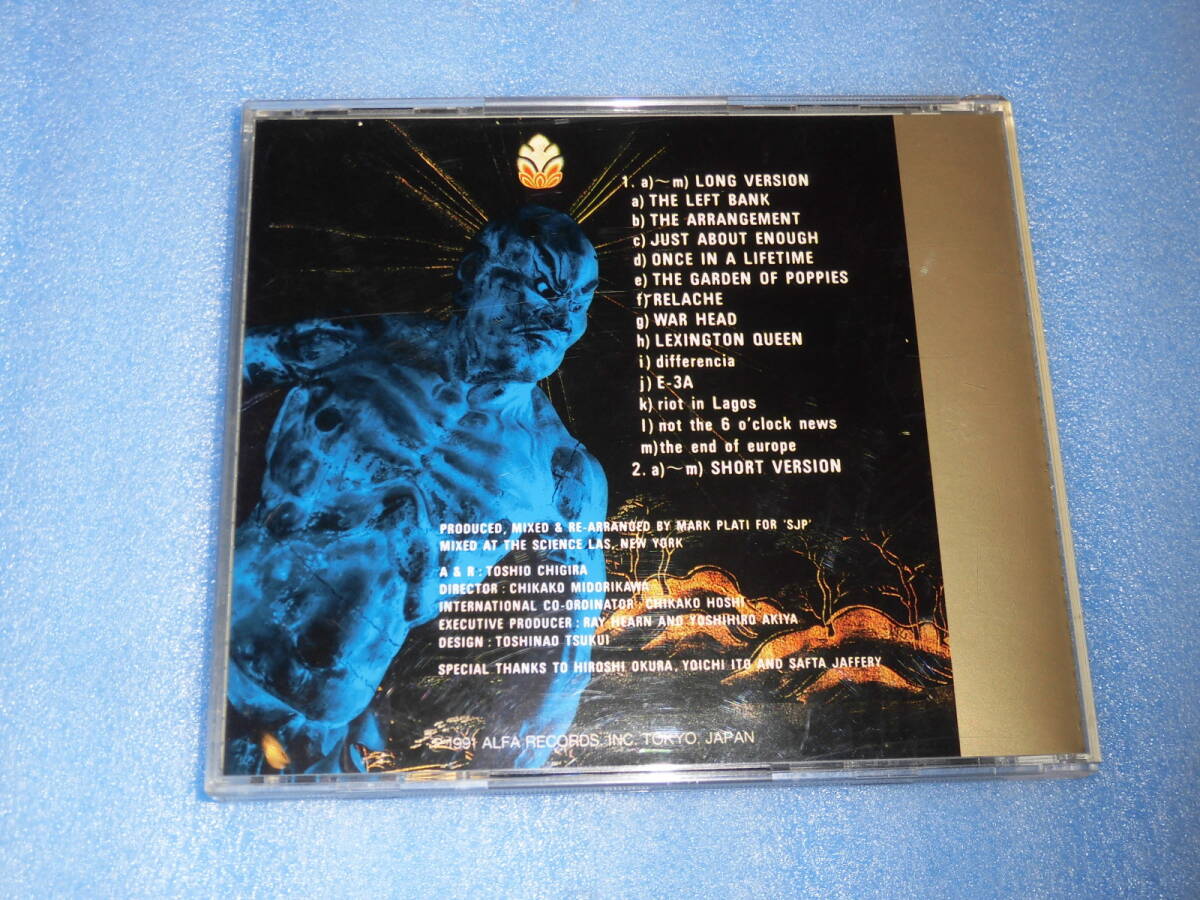 1. a)~m) LONG VERSION
a) THE LEFT BANK
b) THE ARRANGEMENT
c) JUST ABOUT ENOUGH
d) ONCE IN A LIFETIME
e) THE GARDEN OF POPPIES
f) RELACHE
g) WAR HEAD
h) LEXINGTON QUEEN
i) differencia
j) E-3A
k) riot in Lagos
l) not the 6 o'clock news
m) the end of europe
2. a)~m) SHORT VERSION
PRODUCED, MIXED & RE-ARRANGED BY MARK PLATI FOR 'SJP'
MIXED AT THE SCIENCE LAS, NEW YORK
A & R : TOSHIO CHIGIRA
DIRECTOR : CHIKAKO MIDORIKAWA
INTERNATIONAL CO-ORDINATOR : CHIKAKO HOSHI
EXECUTIVE PRODUCER : RAY HEARN AND YOSHIHIRO AKIYA
DESIGN : TOSHINAO TSUKUI
SPECIAL THANKS TO HIROSHI OKURA, YOICHI ITO AND SAFTA JAFFERY
℗1991 ALFA RECORDS, INC. TOKYO, JAPAN